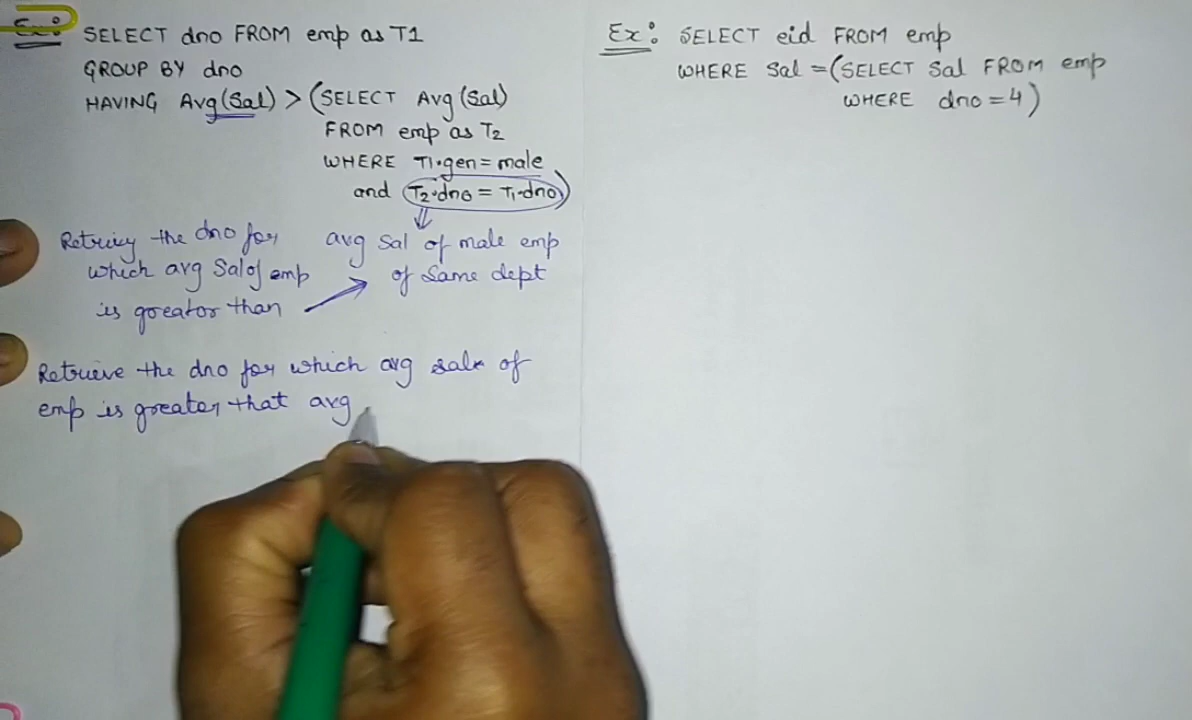 Ex: SELECT dno FROM emp as T1
GROUP BY dno
HAVING Avg(Sal) > (SELECT Avg(Sal)
FROM emp as T2
WHERE T1.gen = male
and T2.dno = T1.dno)
Retriey the dno for
which avg Sal of emp
is greator than
avg Sal of male emp
of Same dept
Retrieve the dno for which avg sal of
emp is greater that avg
Ex: SELECT eid FROM emp
WHERE Sal = (SELECT Sal FROM emp
WHERE dno = 4)